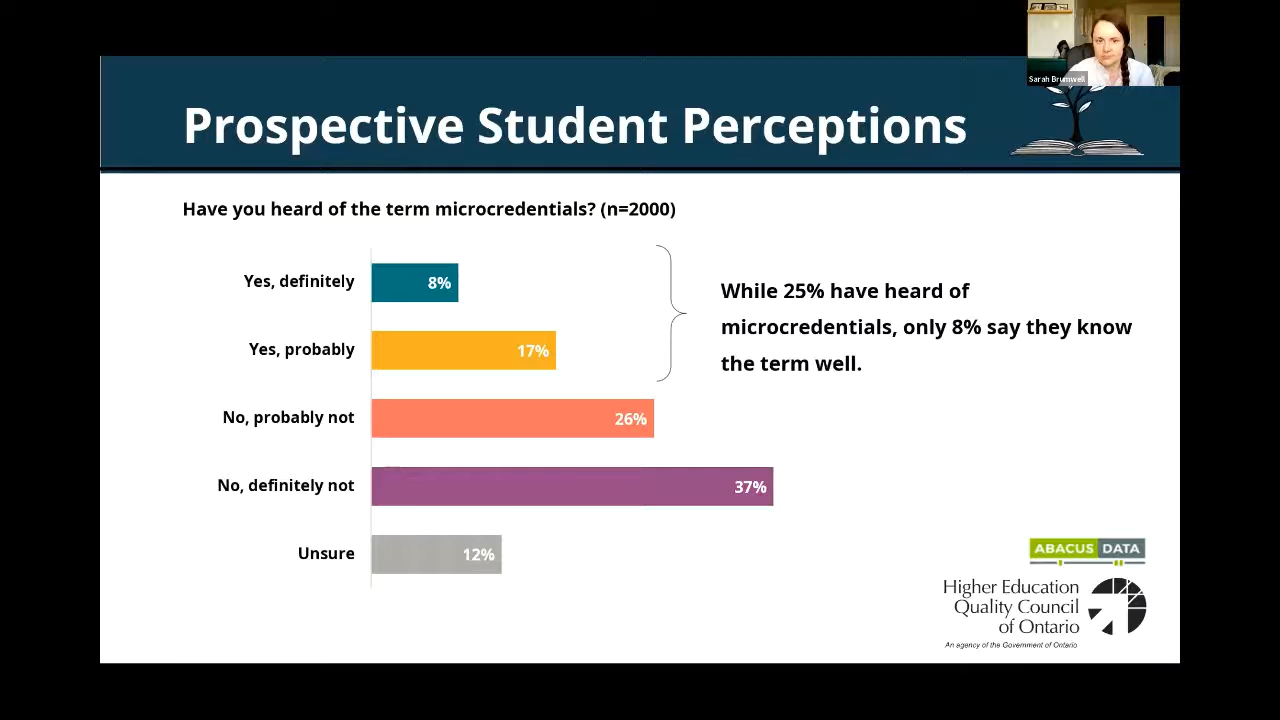 Sarah Brumwell
Prospective Student Perceptions
Have you heard of the term microcredentials? (n=2000)
Yes, definitely 8%
Yes, probably 17%
No, probably not 26%
No, definitely not 37%
Unsure 12%
While 25% have heard of
microcredentials, only 8% say they know
the term well.
ABACUS DATA
Higher Education
Quality Council
of Ontario
An agency of the Government of Ontario